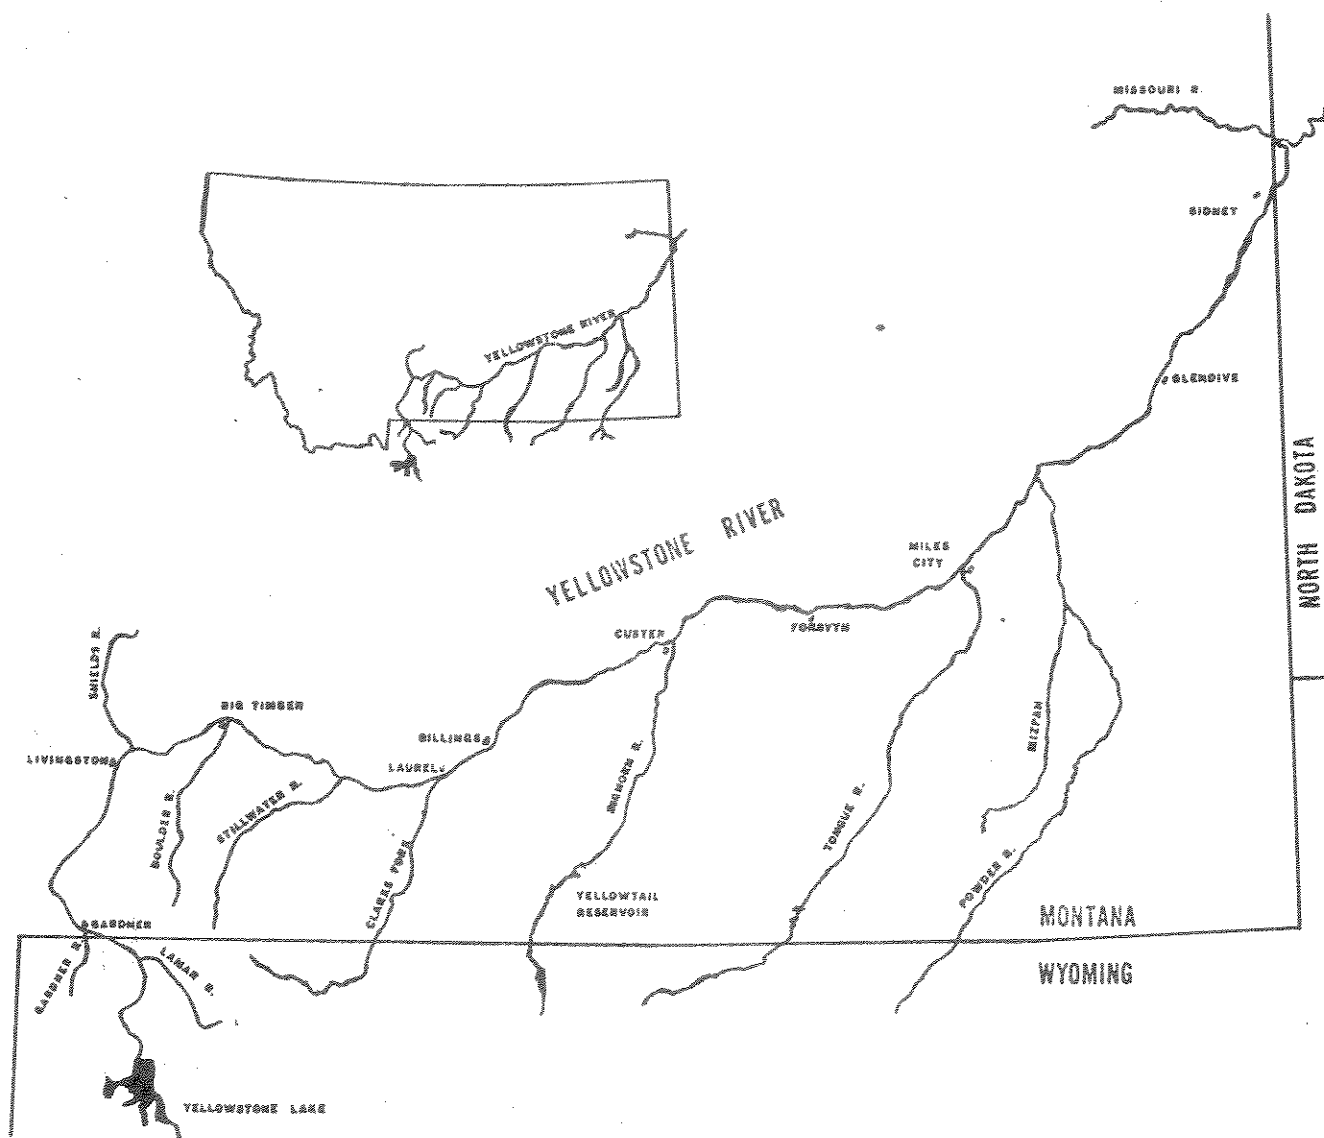 MISSOURI R.
SIDNEY
YELLOWSTONE RIVER
GLENDIVE
NORTH DAKOTA
YELLOWSTONE RIVER
MILES
CITY
FORSYTH
CUSTER
SHIELDS R.
BIG TIMBER
BILLINGS
LIVINGSTON
LAUREL
BOULDER R.
STILLWATER R.
BIGHORN R.
MIZPAH
TONGUE R.
CLARKS FORK
POWDER R.
YELLOWTAIL
RESERVOIR
GARDNER
MONTANA
WYOMING
GARDNER R.
LAMAR R.
YELLOWSTONE LAKE